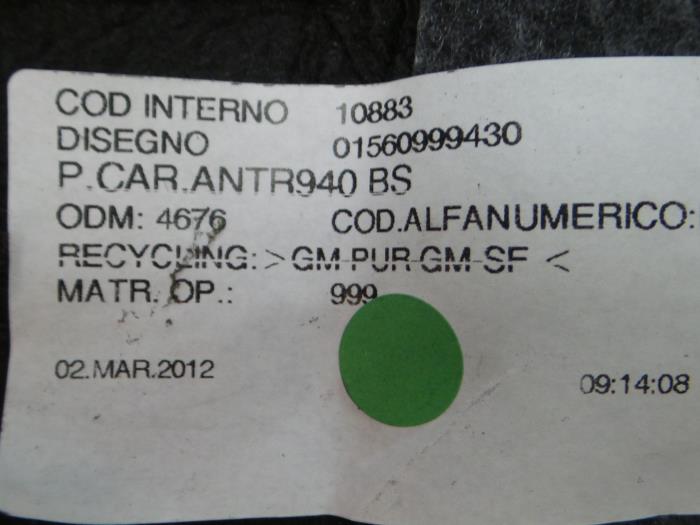 COD INTERNO 10883
DISEGNO 01560999430
P.CAR.ANTR940 BS
ODM: 4676 COD.ALFANUMERICO:
RECYCLING: >GM-PUR-GM-SF <
MATR. OP.: 999
02.MAR.2012 09:14:08